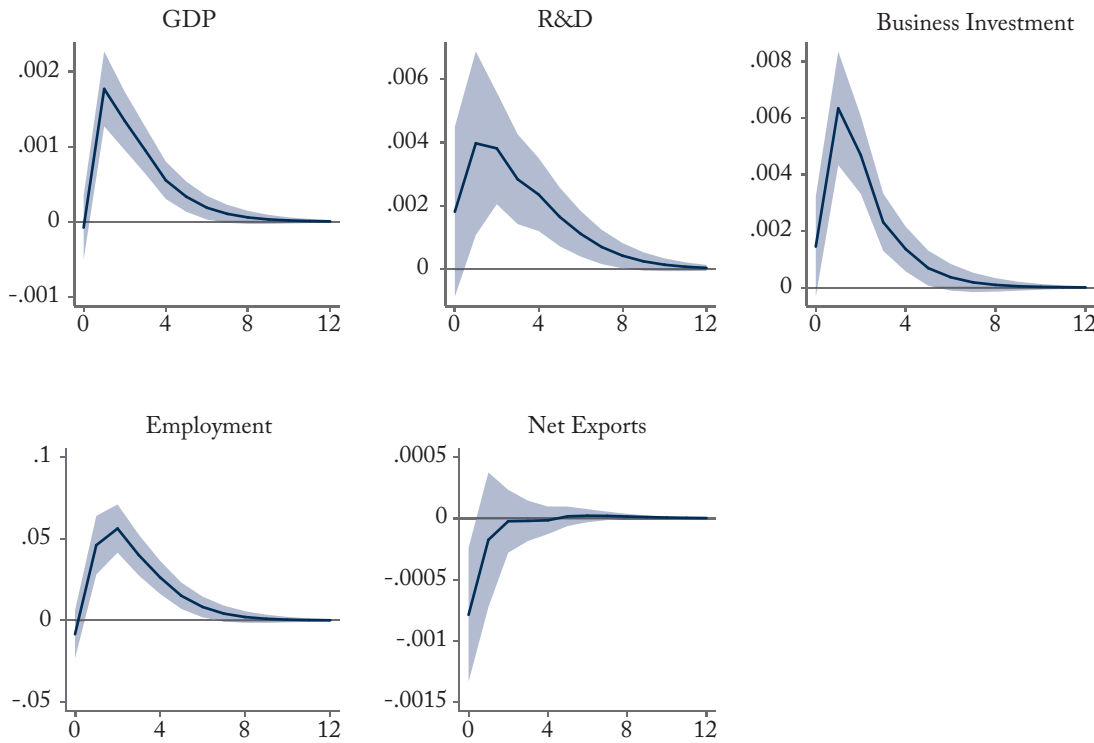 GDP
.002
.001
0
-.001
0 4 8 12
R&D
.006
.004
.002
0
0 4 8 12
Business Investment
.008
.006
.004
.002
0
0 4 8 12
Employment
.1
.05
0
-.05
0 4 8 12
Net Exports
.0005
0
-.0005
-.001
-.0015
0 4 8 12